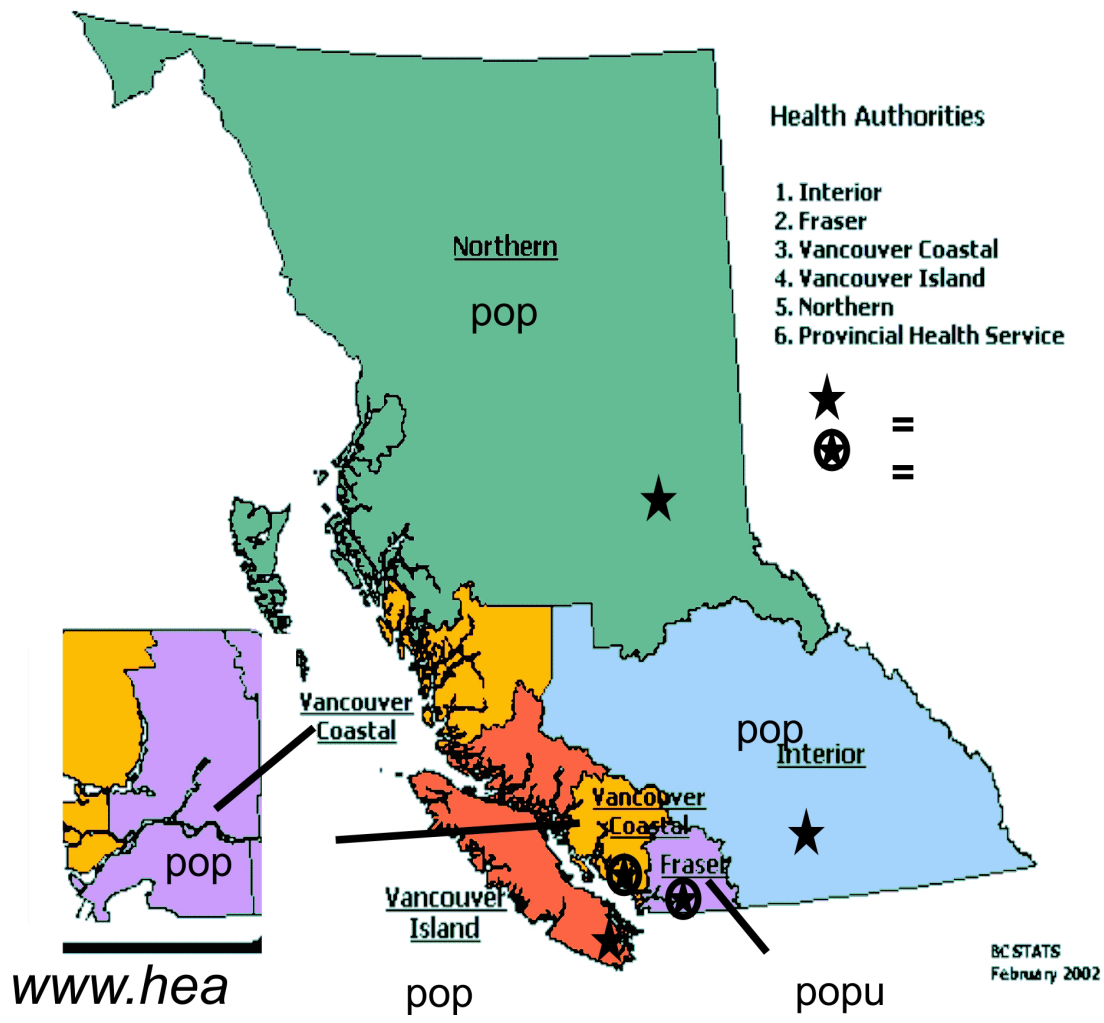 Health Authorities
1. Interior
2. Fraser
3. Vancouver Coastal
4. Vancouver Island
5. Northern
6. Provincial Health Service
=
=
Northern
pop
Vancouver
Coastal
pop
Interior
Vancouver
Coastal
pop
Fraser
Vancouver
Island
BC STATS
February 2002
www.hea
pop
popu